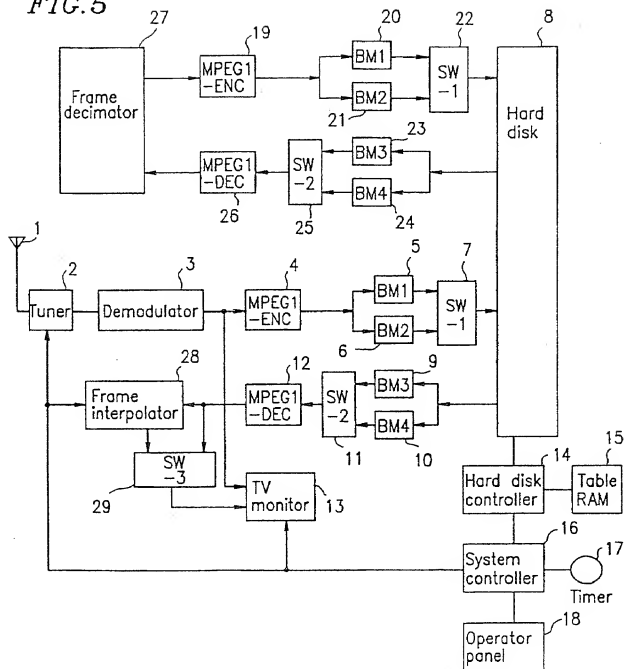 FIG.5
27
19
20
22
8
Frame
decimator
MPEG1
-ENC
BM1
BM2
SW
-1
21
23
Hard
disk
MPEG1
-DEC
SW
-2
BM3
BM4
26
25
24
1
2
3
4
5
7
Tuner
Demodulator
MPEG1
-ENC
BM1
BM2
SW
-1
6
9
28
12
Frame
interpolator
MPEG1
-DEC
SW
-2
BM3
BM4
11
10
SW
-3
29
13
TV
monitor
14
15
Hard disk
controller
Table
RAM
16
System
controller
17
Timer
18
Operator
panel